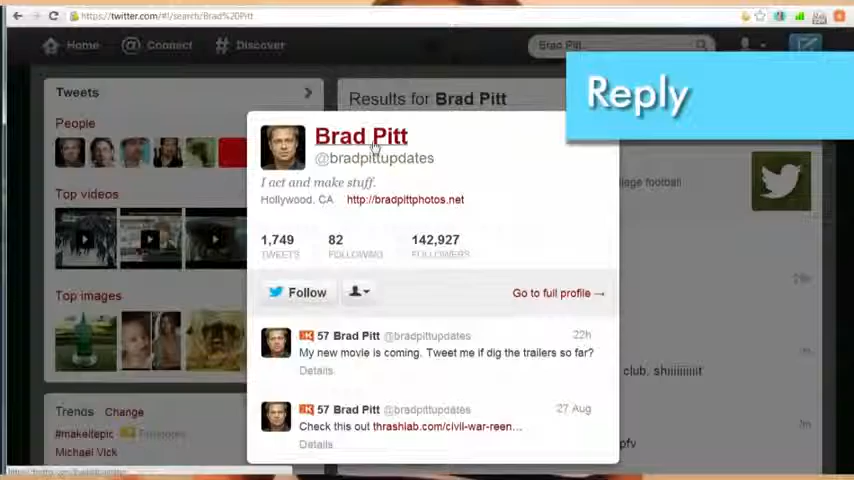 https://twitter.com/#!/search/Brad%20Pitt
Home
Connect
# Discover
Brad Pitt
Reply
Tweets
Results for Brad Pitt
People
Brad Pitt
@bradpittupdates
I act and make stuff.
Hollywood, CA http://bradpittphotos.net
college football
Top videos
1,749
82
142,927
TWEETS
FOLLOWING
FOLLOWERS
Follow
Go to full profile →
Top images
57 Brad Pitt @bradpittupdates 22h
My new movie is coming. Tweet me if dig the trailers so far?
Details
club. shiiiiiiiit
57 Brad Pitt @bradpittupdates 27 Aug
Check this out thrashlab.com/civil-war-reen...
Details
Trends Change
#makeitepic Promoted
Michael Vick